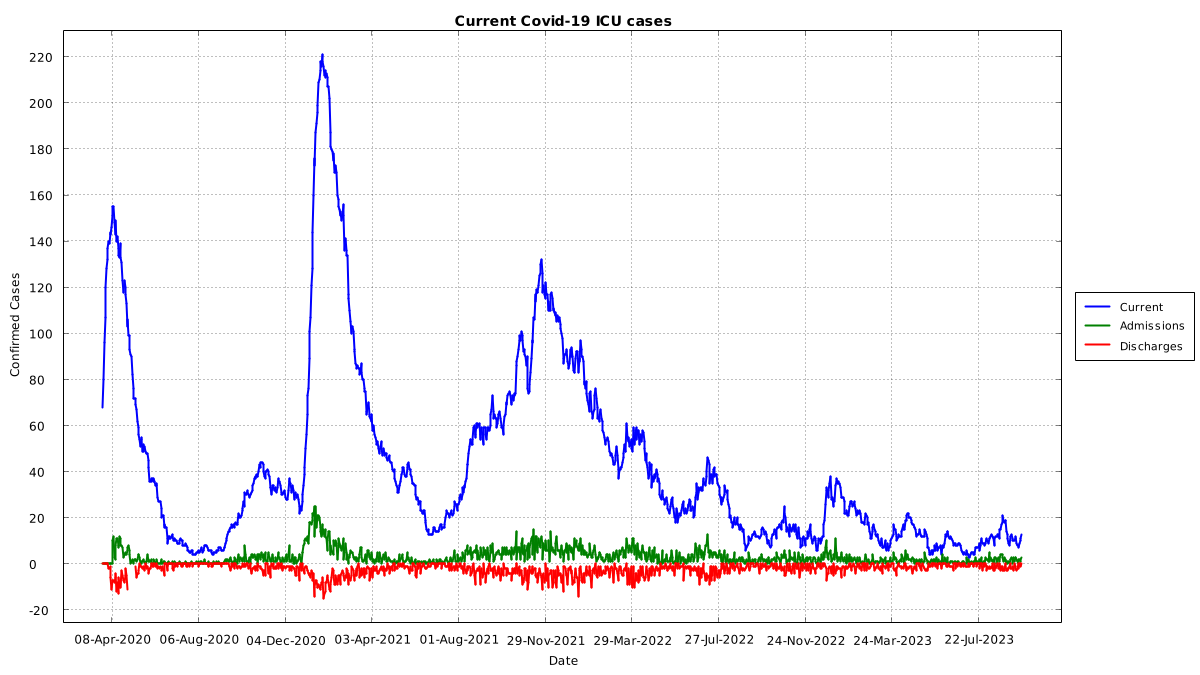 Current Covid-19 ICU cases
220
200
180
160
140
120
100
80
60
40
20
0
-20
Confirmed Cases
08-Apr-2020 06-Aug-2020 04-Dec-2020 03-Apr-2021 01-Aug-2021 29-Nov-2021 29-Mar-2022 27-Jul-2022 24-Nov-2022 24-Mar-2023 22-Jul-2023
Date
Current
Admissions
Discharges